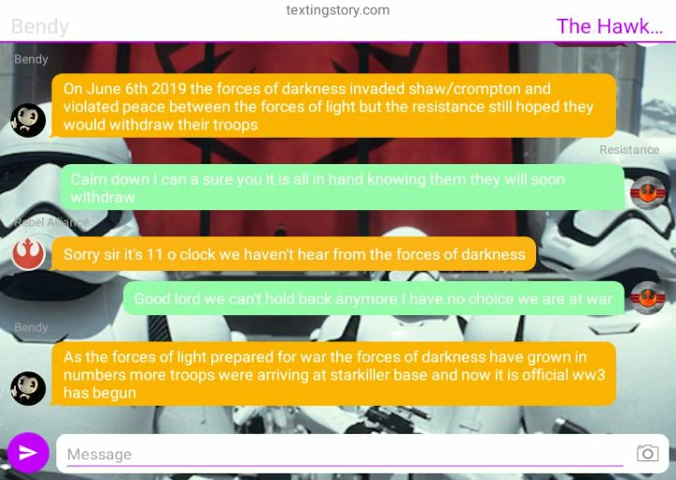 textingstory.com
Bendy
The Hawk...
Bendy
On June 6th 2019 the forces of darkness invaded shaw/crompton and
violated peace between the forces of light but the resistance still hoped they
would withdraw their troops
Resistance
Calm down I can a sure you it is all in hand knowing them they will soon
withdraw
Rebel Alliance
Sorry sir it's 11 o clock we haven't hear from the forces of darkness
Good lord we can't hold back anymore I have no choice we are at war
Bendy
As the forces of light prepared for war the forces of darkness have grown in
numbers more troops were arriving at starkiller base and now it is official ww3
has begun
Message